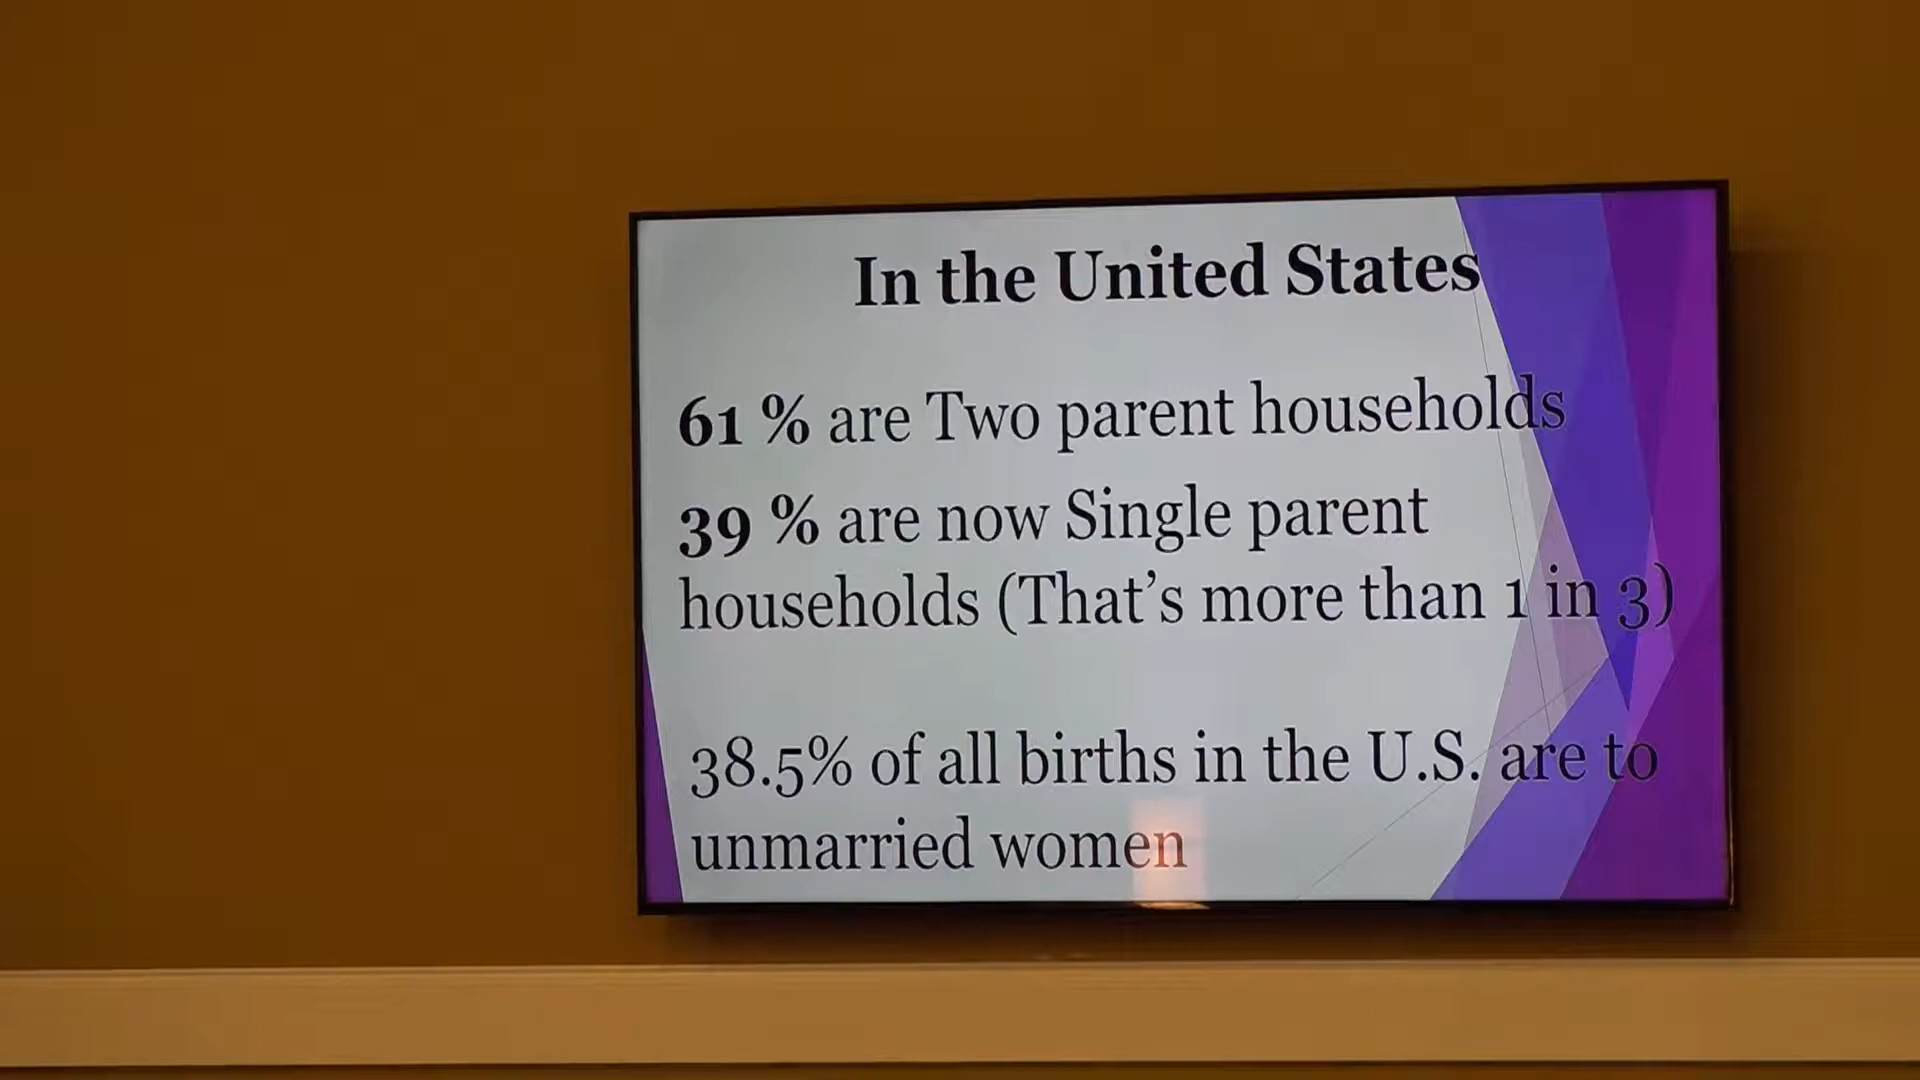 In the United States
61 % are Two parent households
39 % are now Single parent
households (That's more than 1 in 3)
38.5% of all births in the U.S. are to
unmarried women